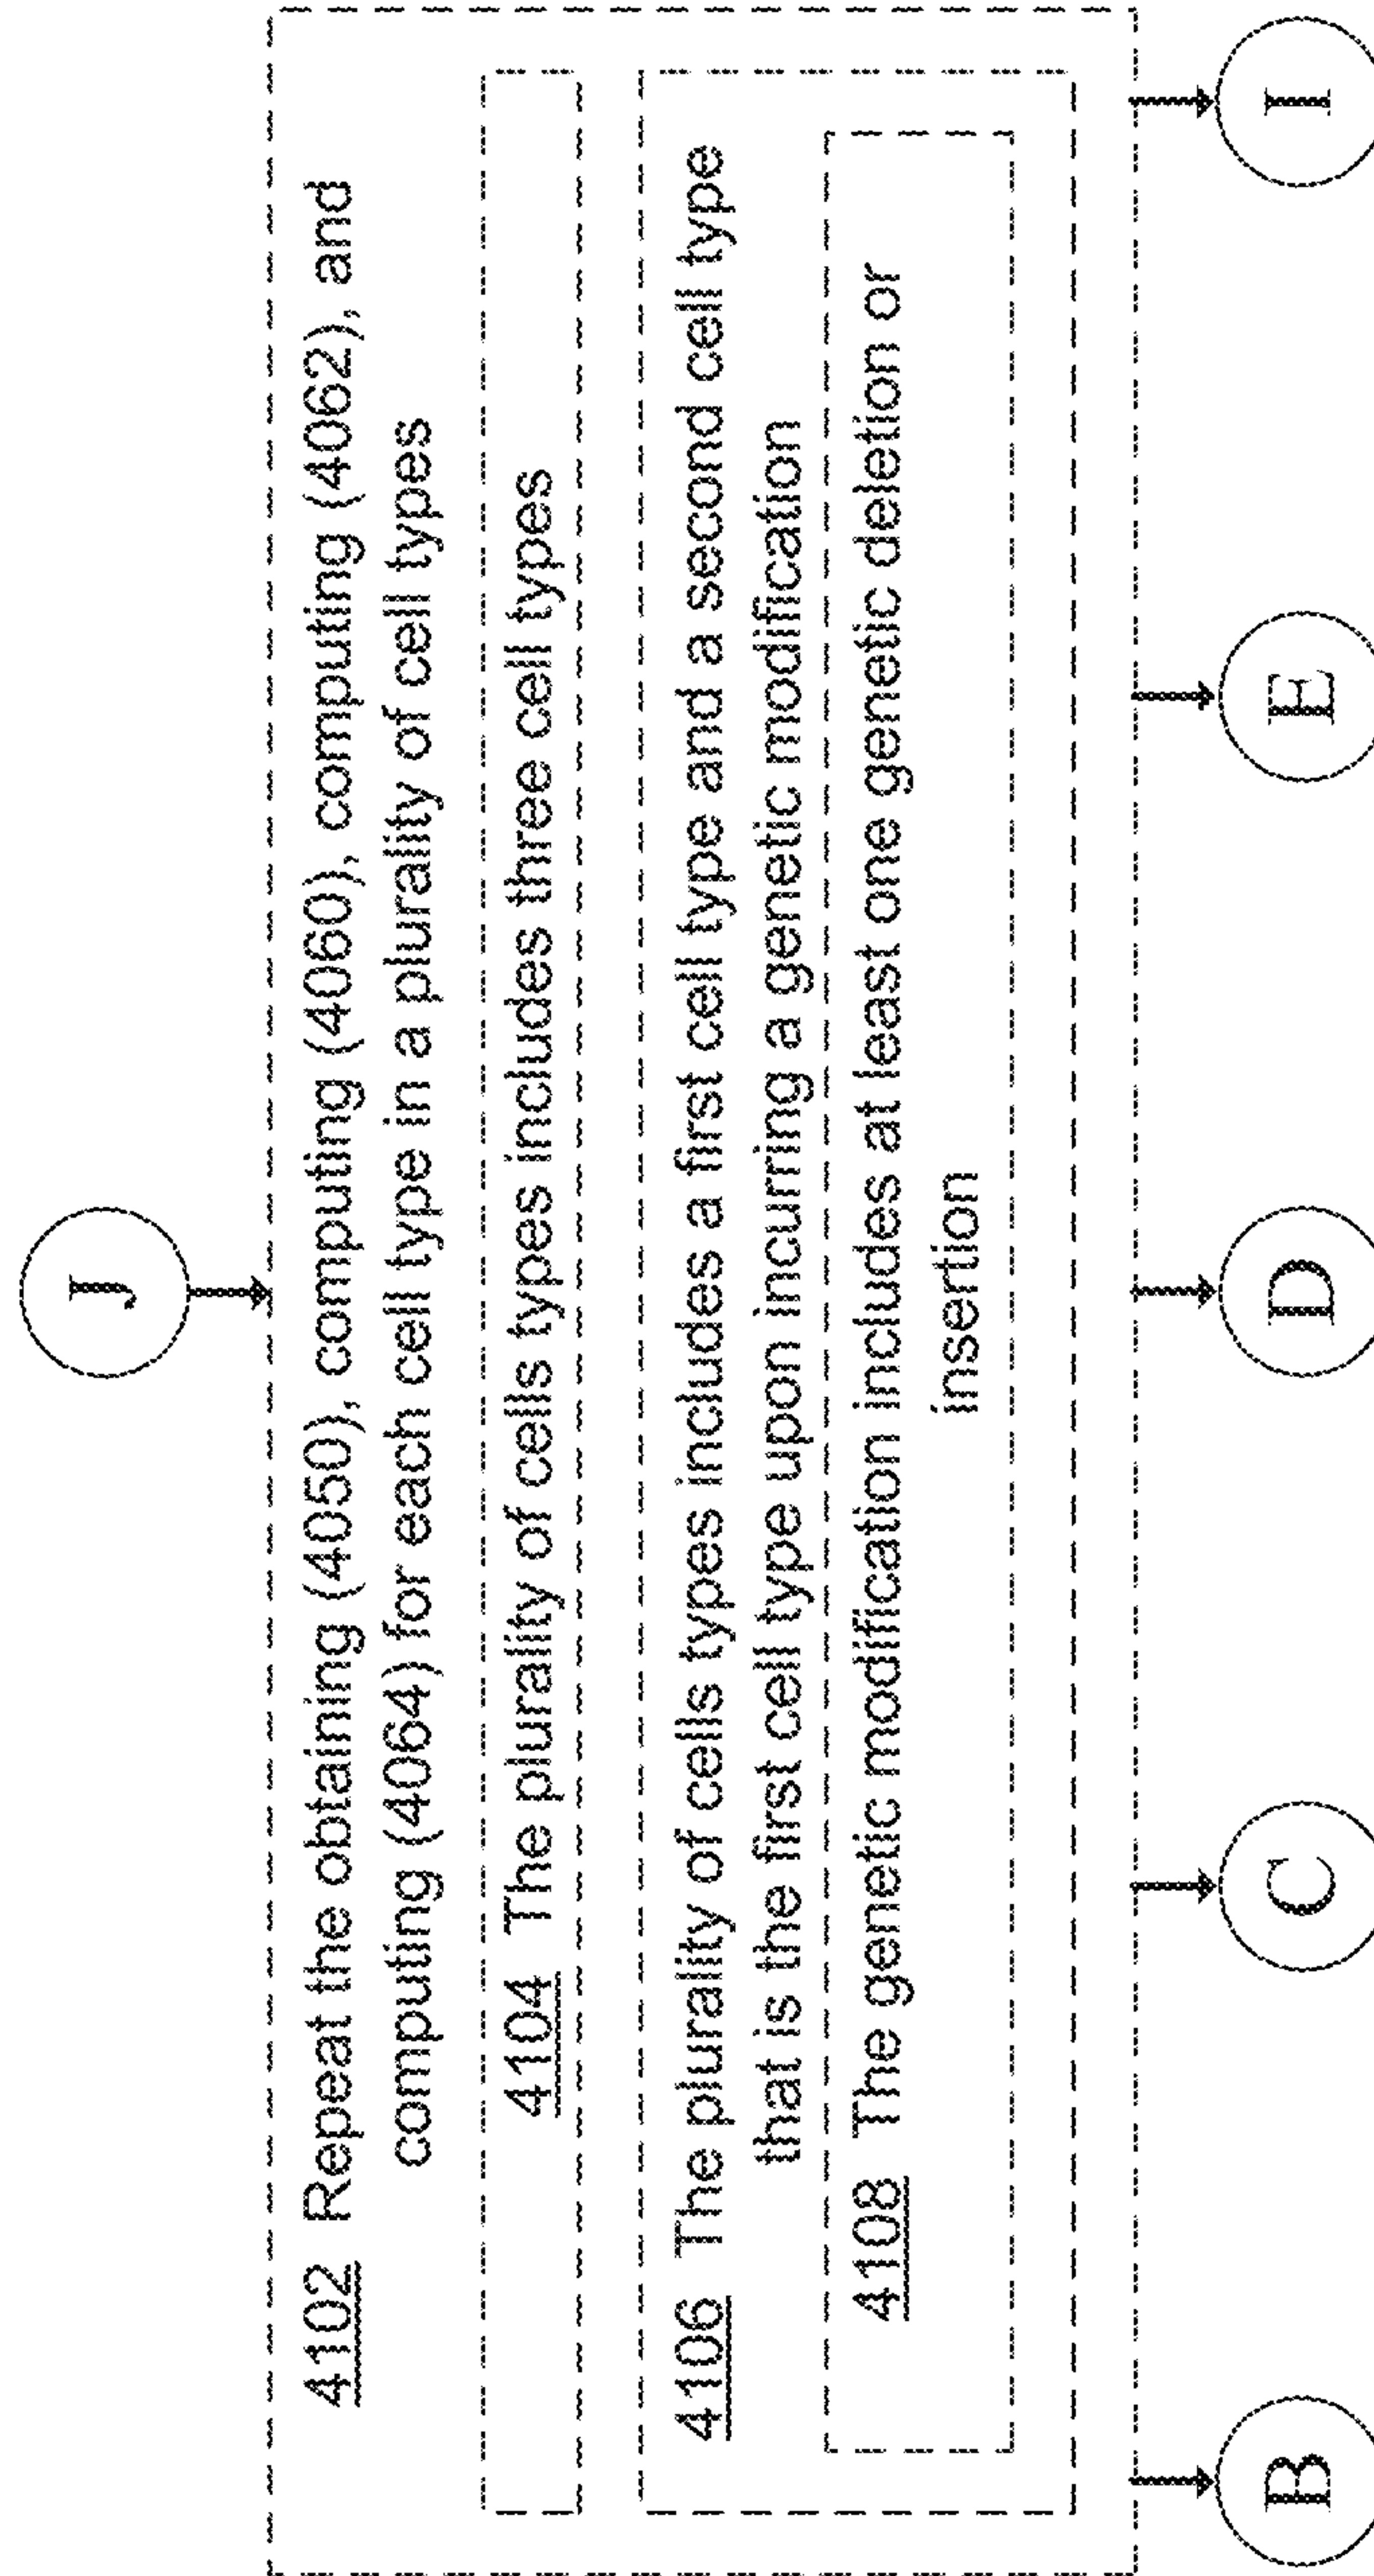 J
4102 Repeat the obtaining (4050), computing (4060), computing (4062), and
computing (4064) for each cell type in a plurality of cell types
4104 The plurality of cells types includes three cell types
4106 The plurality of cells types includes a first cell type and a second cell type
that is the first cell type upon incurring a genetic modification
4108 The genetic modification includes at least one genetic deletion or
insertion
B
C
D
E
I